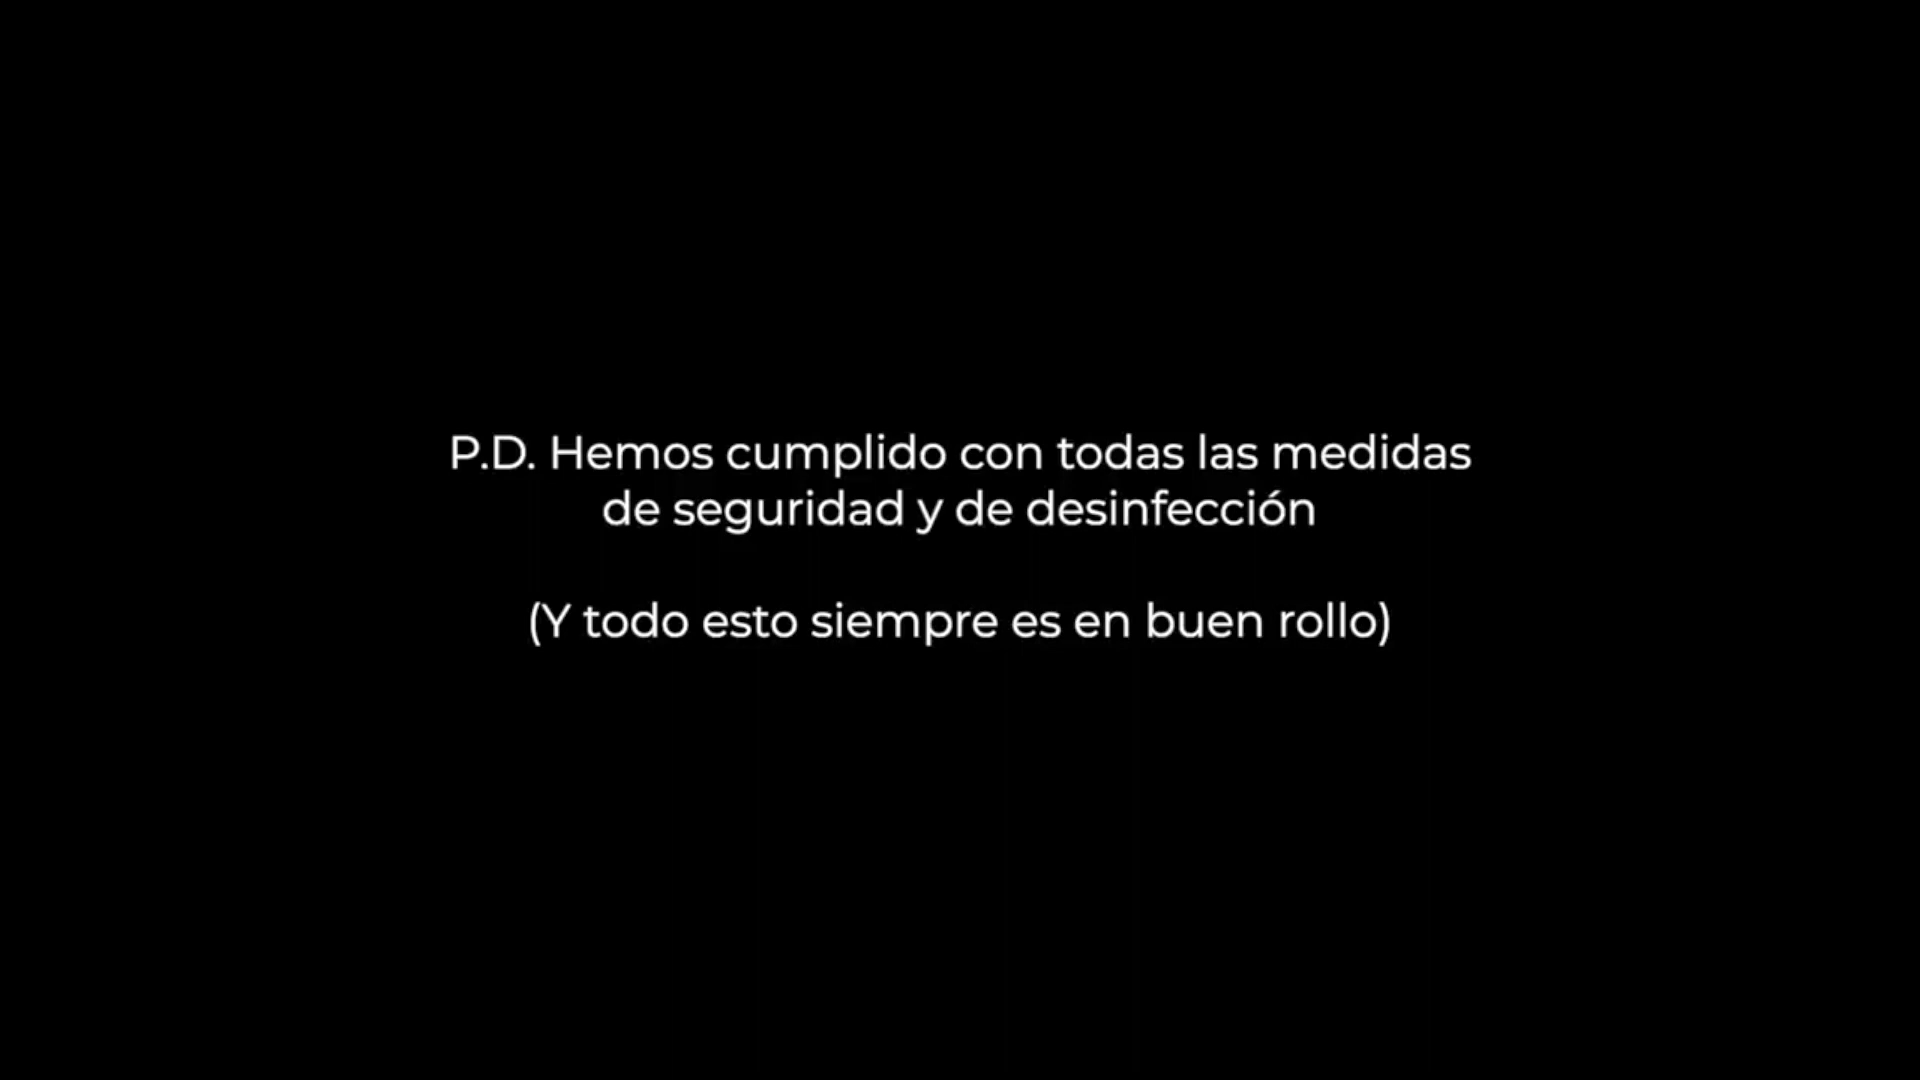 P.D. Hemos cumplido con todas las medidas
de seguridad y de desinfección
(Y todo esto siempre es en buen rollo)